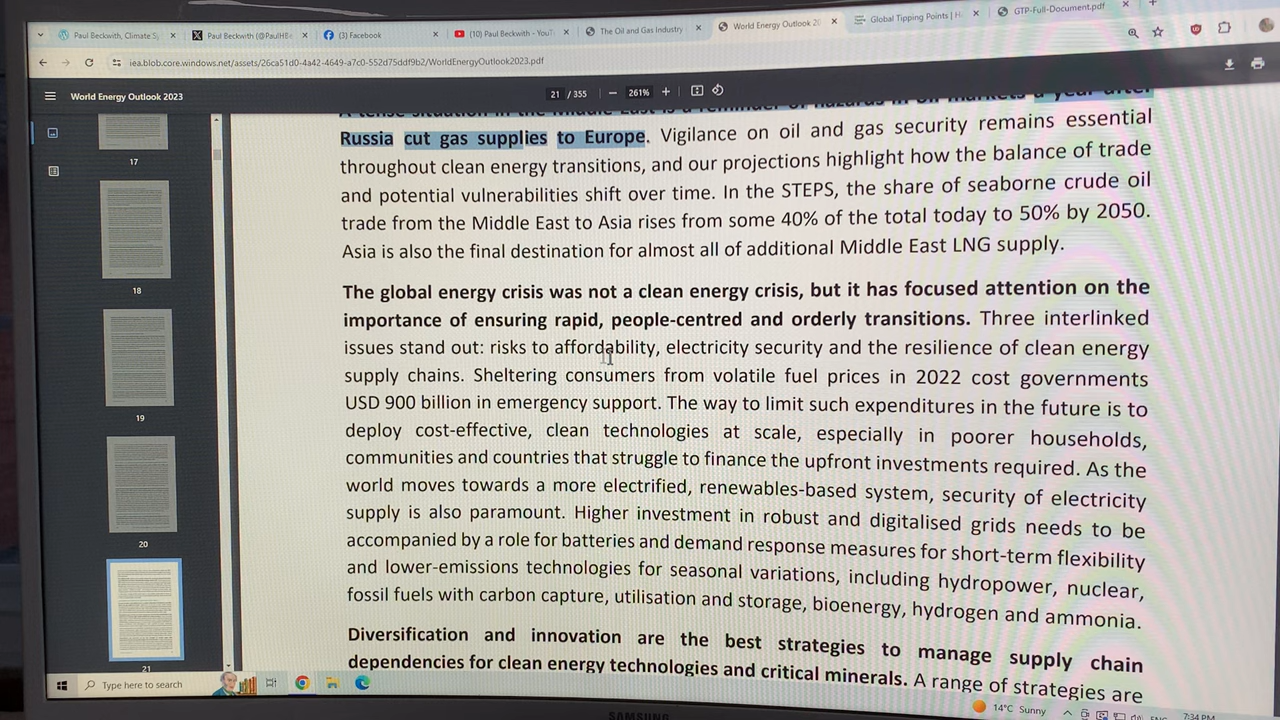 Paul Beckwith, Climate Sy
Paul Beckwith (@PaulHBe
(3) Facebook
(10) Paul Beckwith - YouT
The Oil and Gas Industry
World Energy Outlook 20
Global Tipping Points | H
GTP-Full-Document.pdf
iea.blob.core.windows.net/assets/26ca51d0-4a42-4649-a7c0-552d75ddf9b2/WorldEnergyOutlook2023.pdf
World Energy Outlook 2023
21 / 355
261%
Russia cut gas supplies to Europe. Vigilance on oil and gas security remains essential
throughout clean energy transitions, and our projections highlight how the balance of trade
and potential vulnerabilities shift over time. In the STEPS, the share of seaborne crude oil
trade from the Middle East to Asia rises from some 40% of the total today to 50% by 2050.
Asia is also the final destination for almost all of additional Middle East LNG supply.
The global energy crisis was not a clean energy crisis, but it has focused attention on the
importance of ensuring rapid, people-centred and orderly transitions. Three interlinked
issues stand out: risks to affordability, electricity security and the resilience of clean energy
supply chains. Sheltering consumers from volatile fuel prices in 2022 cost governments
USD 900 billion in emergency support. The way to limit such expenditures in the future is to
deploy cost-effective, clean technologies at scale, especially in poorer households,
communities and countries that struggle to finance the upfront investments required. As the
world moves towards a more electrified, renewables-based system, security of electricity
supply is also paramount. Higher investment in robust and digitalised grids needs to be
accompanied by a role for batteries and demand response measures for short-term flexibility
and lower-emissions technologies for seasonal variations, including hydropower, nuclear,
fossil fuels with carbon capture, utilisation and storage, bioenergy, hydrogen and ammonia.
Diversification and innovation are the best strategies to manage supply chain
dependencies for clean energy technologies and critical minerals. A range of strategies are
17
18
19
20
21
Type here to search
14°C Sunny
7:34 PM
SAMSUNG